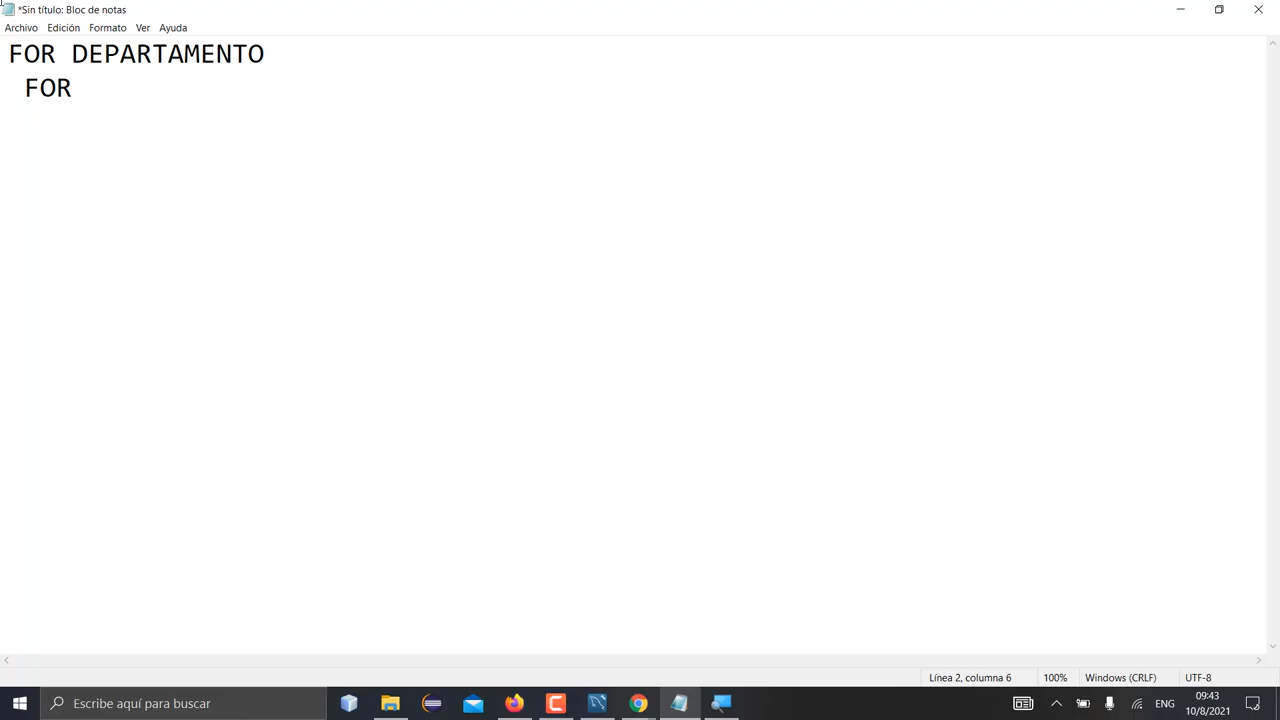 *Sin título: Bloc de notas
Archivo Edición Formato Ver Ayuda
FOR DEPARTAMENTO
FOR
Línea 2, columna 6 100% Windows (CRLF) UTF-8
Escribe aquí para buscar
ENG
09:43
10/8/2021